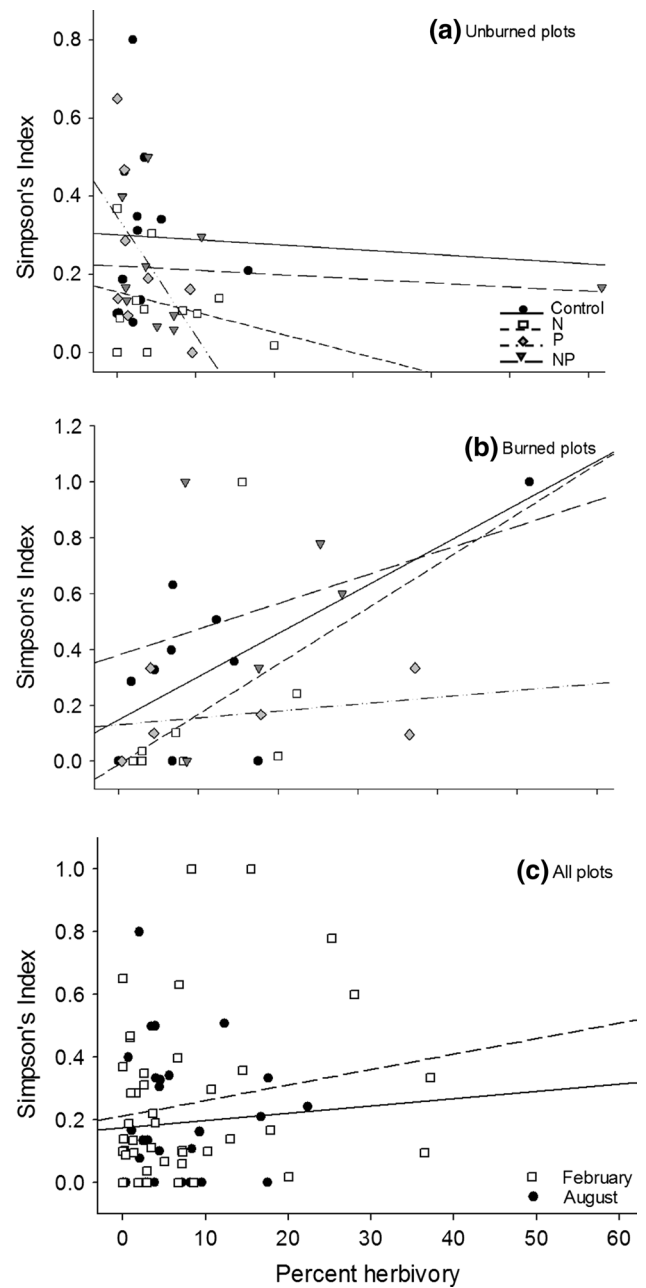 (a) Unburned plots
0.8
0.6
0.4
0.2
0.0
Simpson's Index
Control
N
P
NP
(b) Burned plots
1.2
1.0
0.8
0.6
0.4
0.2
0.0
Simpson's Index
(c) All plots
1.0
0.8
0.6
0.4
0.2
0.0
Simpson's Index
February
August
0 10 20 30 40 50 60
Percent herbivory